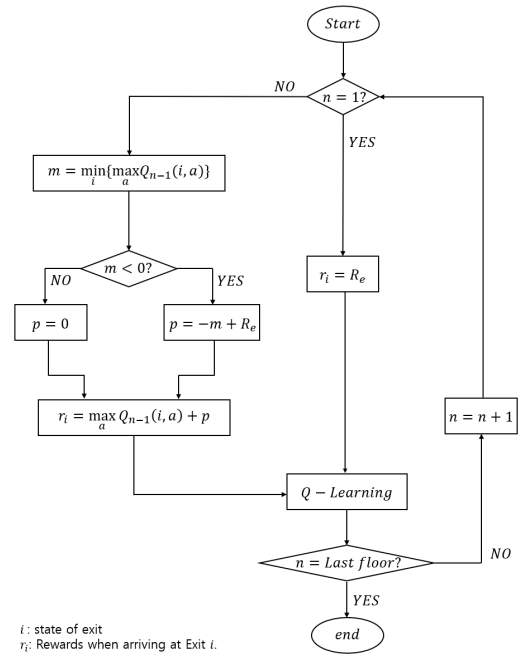 Start
n = 1?
NO
YES
m = min_i{max_a Q_{n−1}(i, a)}
m < 0?
NO
YES
r_i = R_e
p = 0
p = −m + R_e
r_i = max_a Q_{n−1}(i, a) + p
n = n + 1
Q − Learning
n = Last floor?
NO
YES
end
i : state of exit
r_i: Rewards when arriving at Exit i.